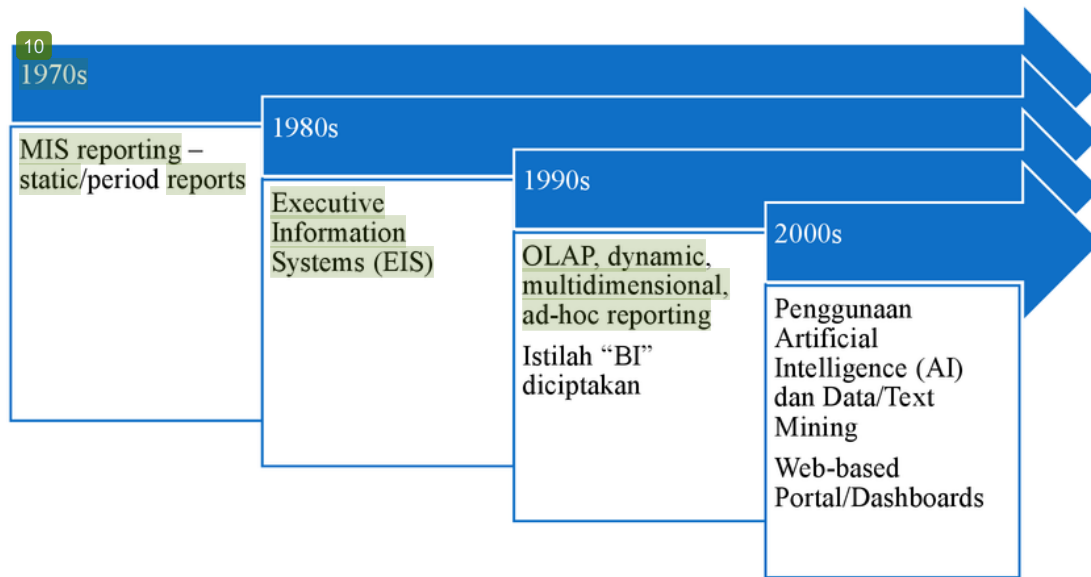 10
1970s
MIS reporting –
static/period reports
1980s
Executive
Information
Systems (EIS)
1990s
OLAP, dynamic,
multidimensional,
ad-hoc reporting
Istilah “BI”
diciptakan
2000s
Penggunaan
Artificial
Intelligence (AI)
dan Data/Text
Mining
Web-based
Portal/Dashboards